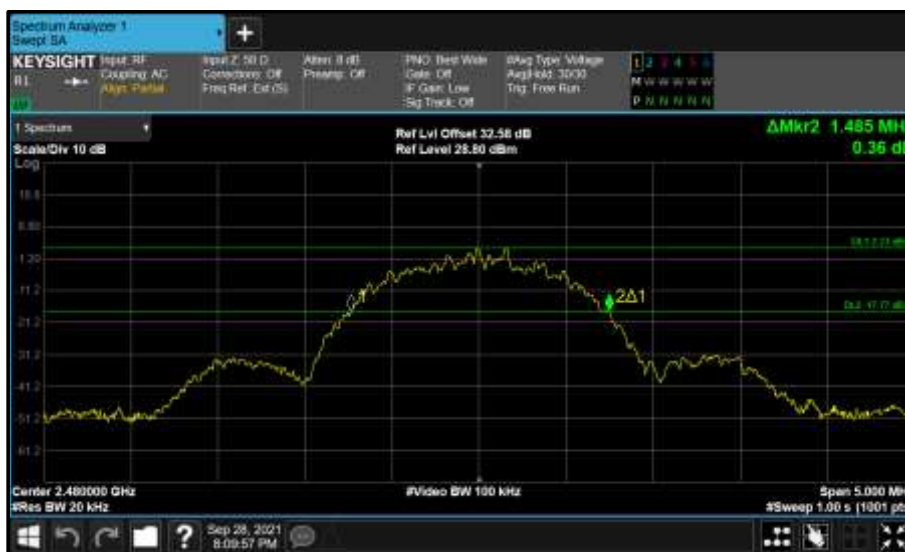 Spectrum Analyzer 1
Swept SA
+
KEYSIGHT
Input: RF
Coupling: AC
Align: Partial
Input Z: 50 Ω
Corrections: Off
Freq Ref: Ext (S)
Atten: 8 dB
Preamp: Off
PNO: Best Wide
Gate: Off
IF Gain: Low
Sig Track: Off
#Avg Type: Voltage
Avg|Hold: 30/30
Trig: Free Run
1 2 3 4 5 6
M W W W W W
P N N N N N
1 Spectrum
Scale/Div 10 dB
Log
Ref Lvl Offset 32.58 dB
Ref Level 28.80 dBm
ΔMkr2 1.485 MH
0.36 d
18.8
8.80
-1.20
-11.2
-21.2
-31.2
-41.2
-51.2
-61.2
2Δ1
Center 2.480000 GHz
#Res BW 20 kHz
#Video BW 100 kHz
Span 5.000 MH
#Sweep 1.00 s (1001 pts
?
Sep 28, 2021
8:09:57 PM